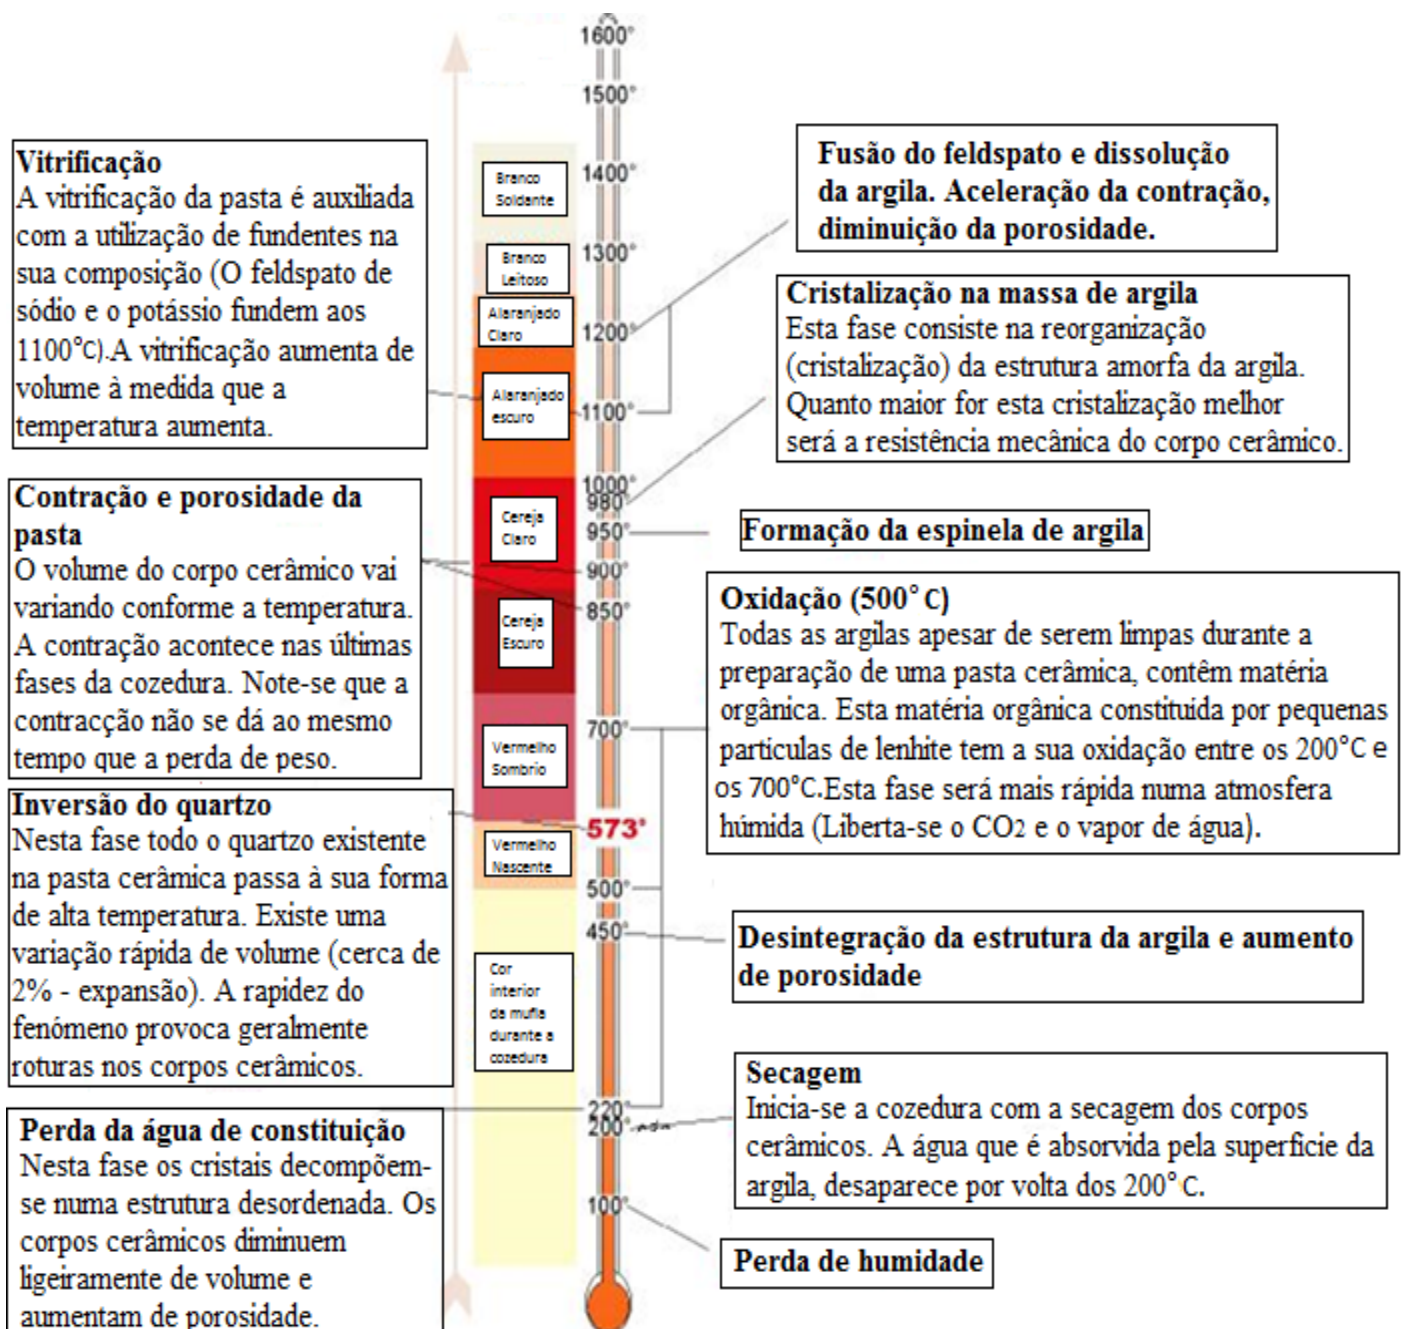 Vitrificação
A vitrificação da pasta é auxiliada
com a utilização de fundentes na
sua composição (O feldspato de
sódio e o potássio fundem aos
1100°C).A vitrificação aumenta de
volume à medida que a
temperatura aumenta.
Contração e porosidade da
pasta
O volume do corpo cerâmico vai
variando conforme a temperatura.
A contração acontece nas últimas
fases da cozedura. Note-se que a
contracção não se dá ao mesmo
tempo que a perda de peso.
Inversão do quartzo
Nesta fase todo o quartzo existente
na pasta cerâmica passa à sua forma
de alta temperatura. Existe uma
variação rápida de volume (cerca de
2% - expansão). A rapidez do
fenómeno provoca geralmente
roturas nos corpos cerâmicos.
Perda da água de constituição
Nesta fase os cristais decompõem-
se numa estrutura desordenada. Os
corpos cerâmicos diminuem
ligeiramente de volume e
aumentam de porosidade.
Branco
Soldante
Branco
Leitoso
Alaranjado
Claro
Alaranjado
escuro
Cereja
Claro
Cereja
Escuro
Vermelho
Sombrio
Vermelho
Nascente
Cor
interior
da mufla
durante a
cozedura
1600°
1500°
1400°
1300°
1200°
1100°
1000°
980°
950°
900°
850°
700°
573°
500°
450°
220°
200°
100°
Fusão do feldspato e dissolução
da argila. Aceleração da contração,
diminuição da porosidade.
Cristalização na massa de argila
Esta fase consiste na reorganização
(cristalização) da estrutura amorfa da argila.
Quanto maior for esta cristalização melhor
será a resistência mecânica do corpo cerâmico.
Formação da espinela de argila
Oxidação (500°C)
Todas as argilas apesar de serem limpas durante a
preparação de uma pasta cerâmica, contêm matéria
orgânica. Esta matéria orgânica constituida por pequenas
partículas de lenhite tem a sua oxidação entre os 200°C e
os 700°C.Esta fase será mais rápida numa atmosfera
húmida (Liberta-se o CO2 e o vapor de água).
Desintegração da estrutura da argila e aumento
de porosidade
Secagem
Inicia-se a cozedura com a secagem dos corpos
cerâmicos. A água que é absorvida pela superfície da
argila, desaparece por volta dos 200°C.
Perda de humidade